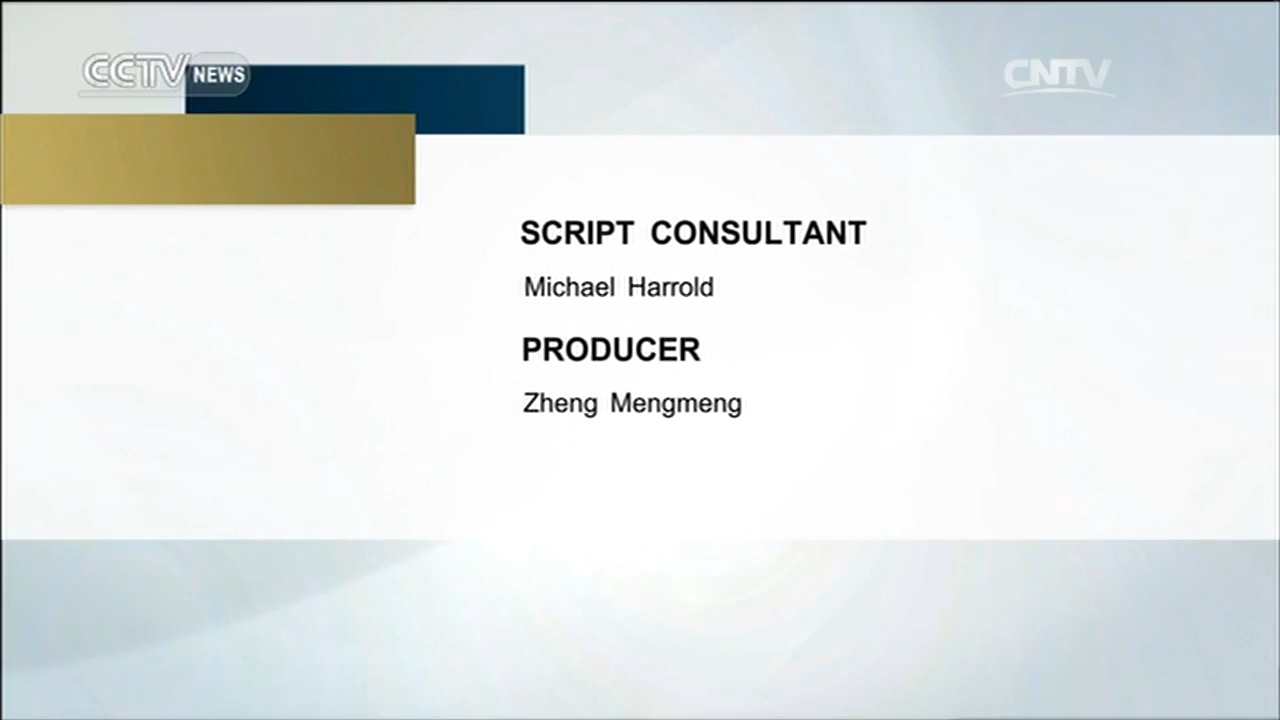 CCTV NEWS
CNTV
SCRIPT CONSULTANT
Michael Harrold
PRODUCER
Zheng Mengmeng